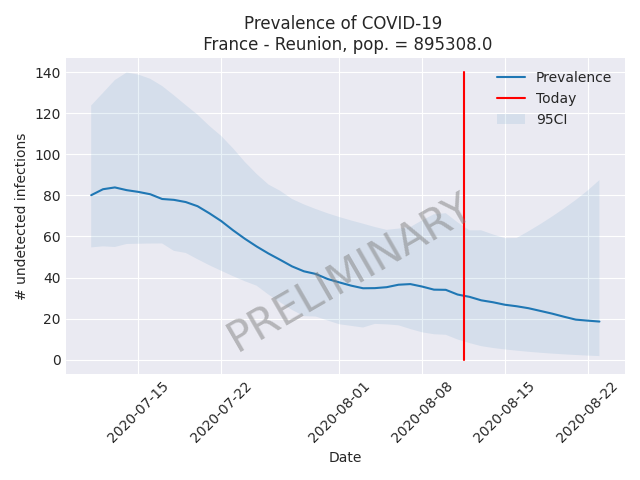 Prevalence of COVID-19
France - Reunion, pop. = 895308.0
Prevalence
Today
95CI
# undetected infections
140
120
100
80
60
40
20
0
PRELIMINARY
2020-07-15
2020-07-22
2020-08-01
2020-08-08
2020-08-15
2020-08-22
Date